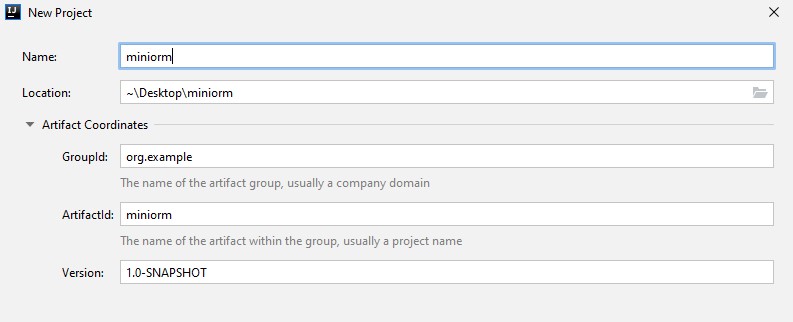 IJ
New Project
Name: miniorm
Location: ~\Desktop\miniorm
Artifact Coordinates
GroupId: org.example
The name of the artifact group, usually a company domain
ArtifactId: miniorm
The name of the artifact within the group, usually a project name
Version: 1.0-SNAPSHOT